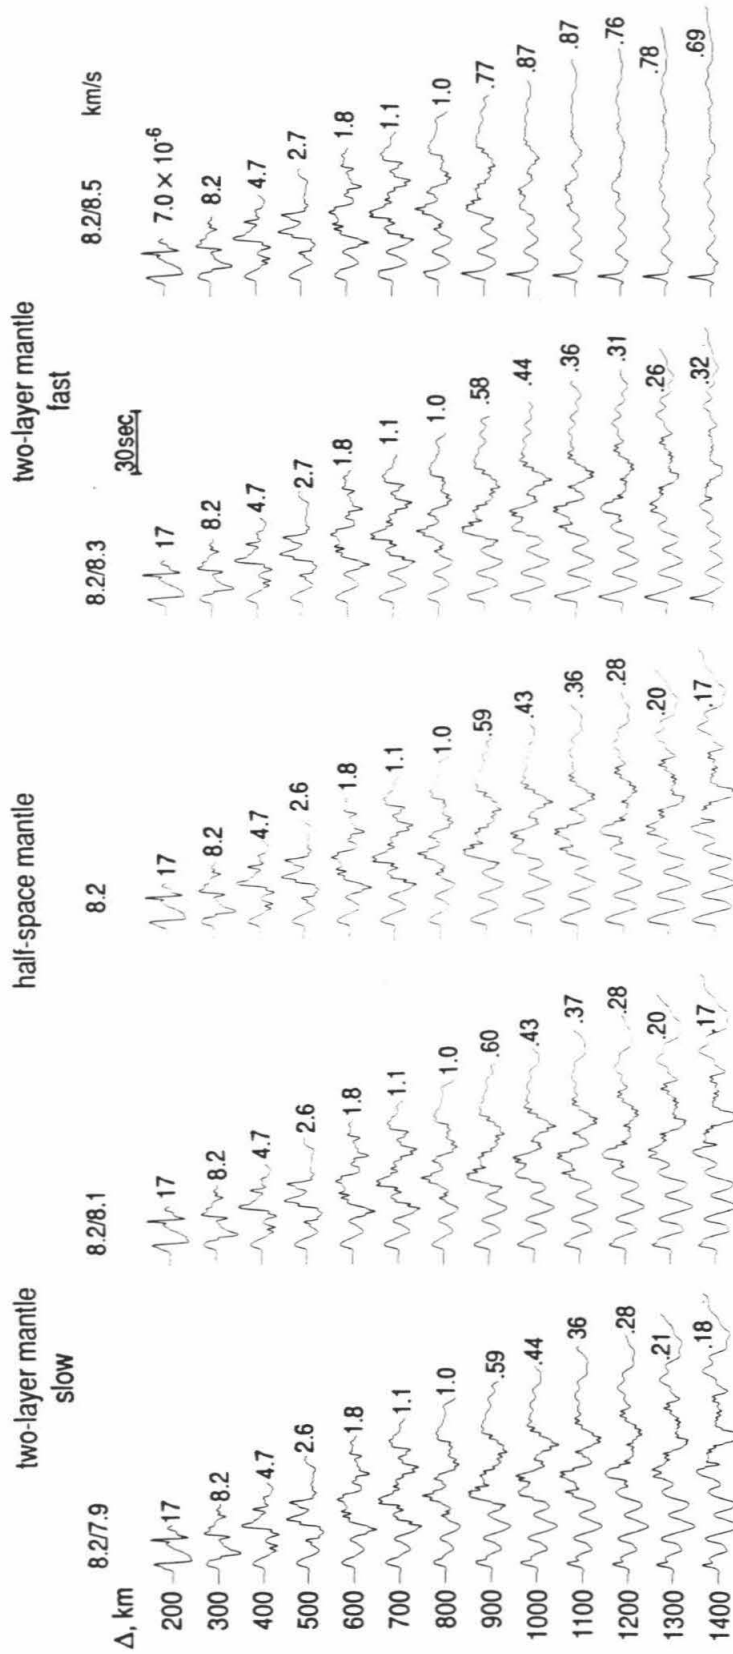 two-layer mantle half-space mantle two-layer mantle
slow fast
Δ, km 8.2/7.9 8.2/8.1 8.2 8.2/8.3 8.2/8.5 km/s
30sec
200 17 17 17 17 7.0 × 10⁻⁶
300 8.2 8.2 8.2 8.2 8.2
400 4.7 4.7 4.7 4.7 4.7
500 2.6 2.6 2.6 2.7 2.7
600 1.8 1.8 1.8 1.8 1.8
700 1.1 1.1 1.1 1.1 1.1
800 1.0 1.0 1.0 1.0 1.0
900 .59 .60 .59 .58 .77
1000 .44 .43 .43 .44 .87
1100 .36 .37 .36 .36 .87
1200 .28 .28 .28 .31 .76
1300 .21 .20 .20 .26 .78
1400 .18 .17 .17 .32 .69